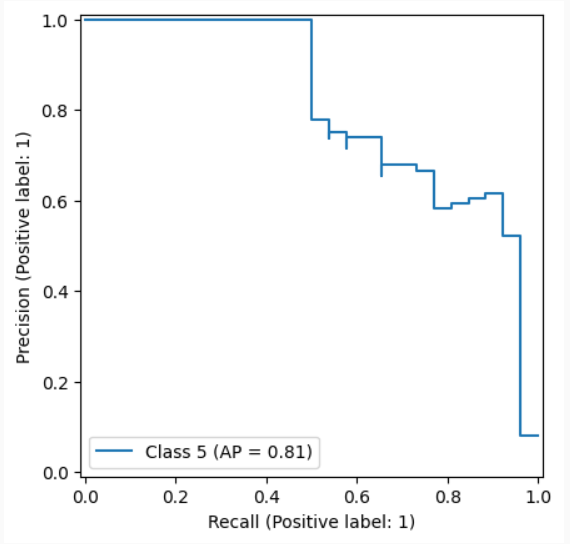 1.0
0.8
0.6
0.4
0.2
0.0
Precision (Positive label: 1)
Class 5 (AP = 0.81)
0.0 0.2 0.4 0.6 0.8 1.0
Recall (Positive label: 1)